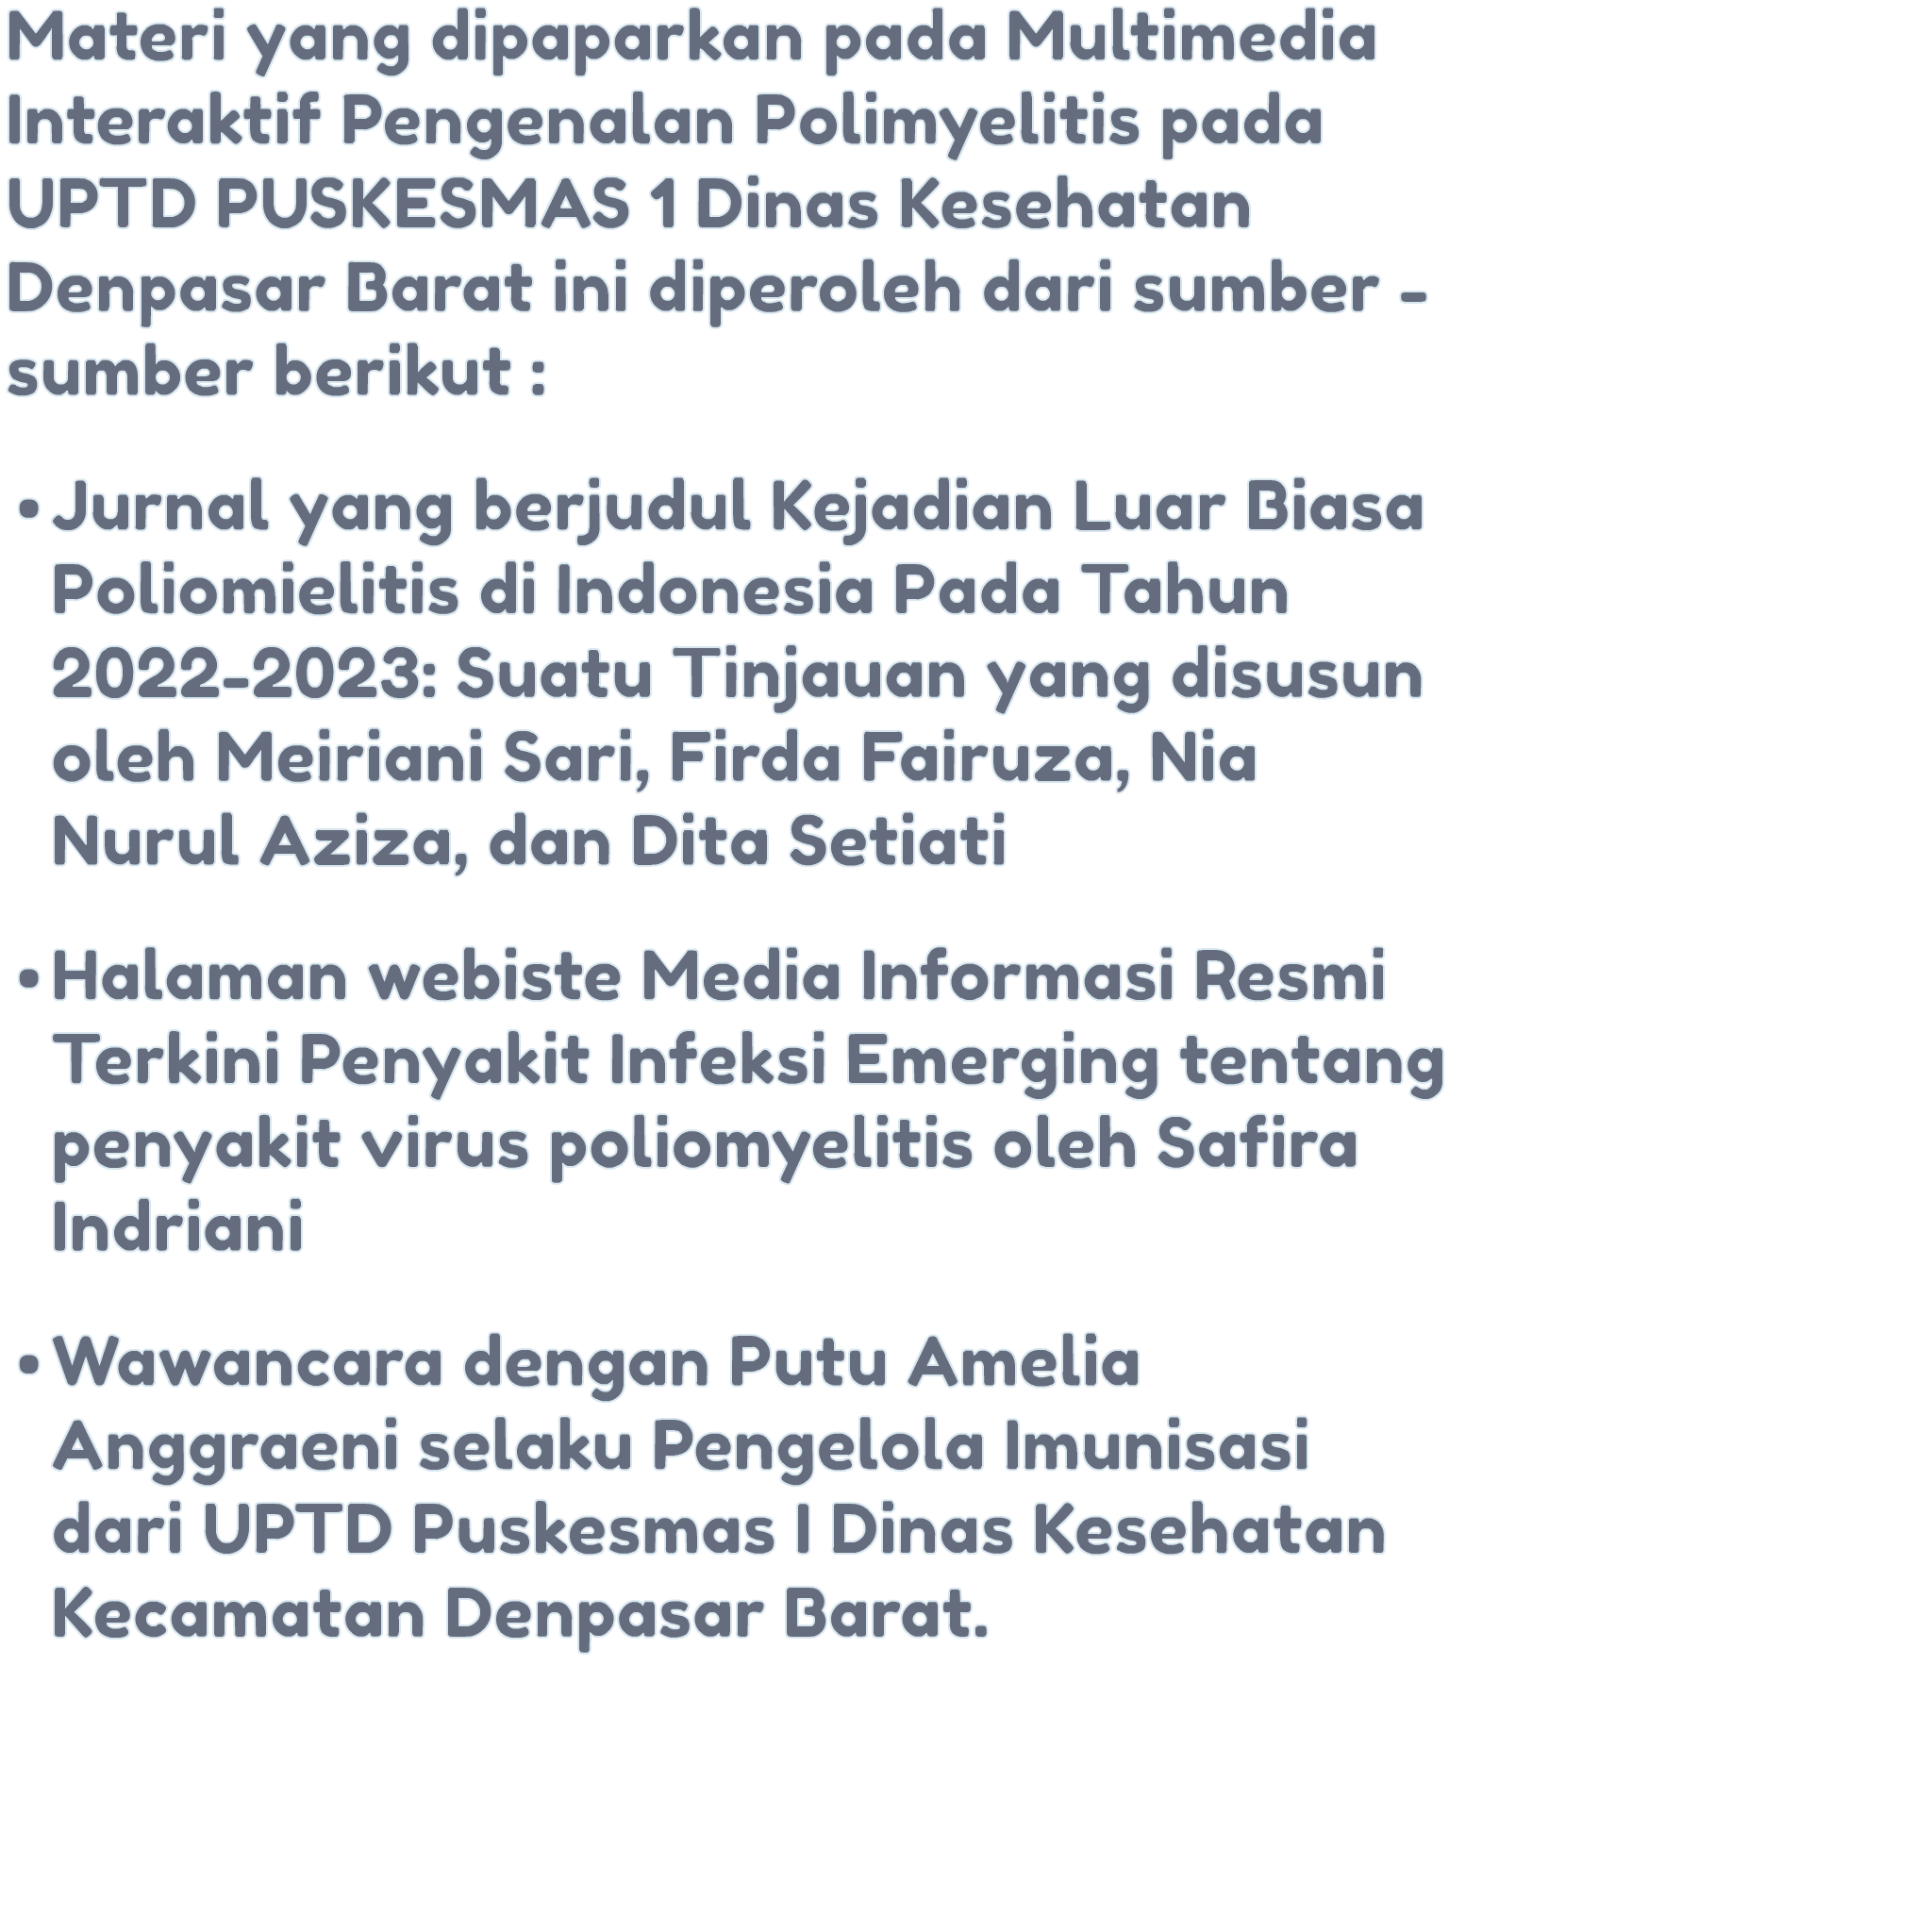 Materi yang dipaparkan pada Multimedia
Interaktif Pengenalan Polimyelitis pada
UPTD PUSKESMAS 1 Dinas Kesehatan
Denpasar Barat ini diperoleh dari sumber -
sumber berikut :
• Jurnal yang berjudul Kejadian Luar Biasa
Poliomielitis di Indonesia Pada Tahun
2022-2023: Suatu Tinjauan yang disusun
oleh Meiriani Sari, Firda Fairuza, Nia
Nurul Aziza, dan Dita Setiati
• Halaman webiste Media Informasi Resmi
Terkini Penyakit Infeksi Emerging tentang
penyakit virus poliomyelitis oleh Safira
Indriani
• Wawancara dengan Putu Amelia
Anggraeni selaku Pengelola Imunisasi
dari UPTD Puskesmas I Dinas Kesehatan
Kecamatan Denpasar Barat.